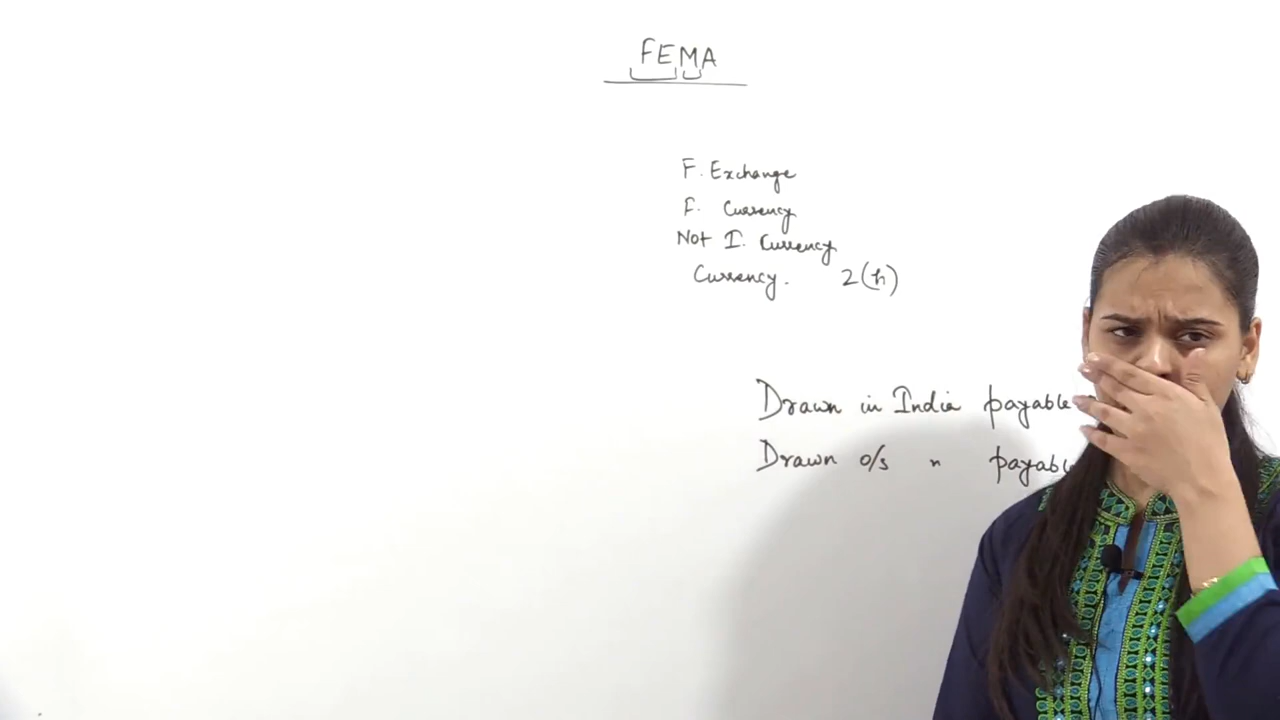 FEMA
F. Exchange
F. Currency
Not I. Currency
Currency. 2(h)
Drawn in India payable
Drawn o/s " payable